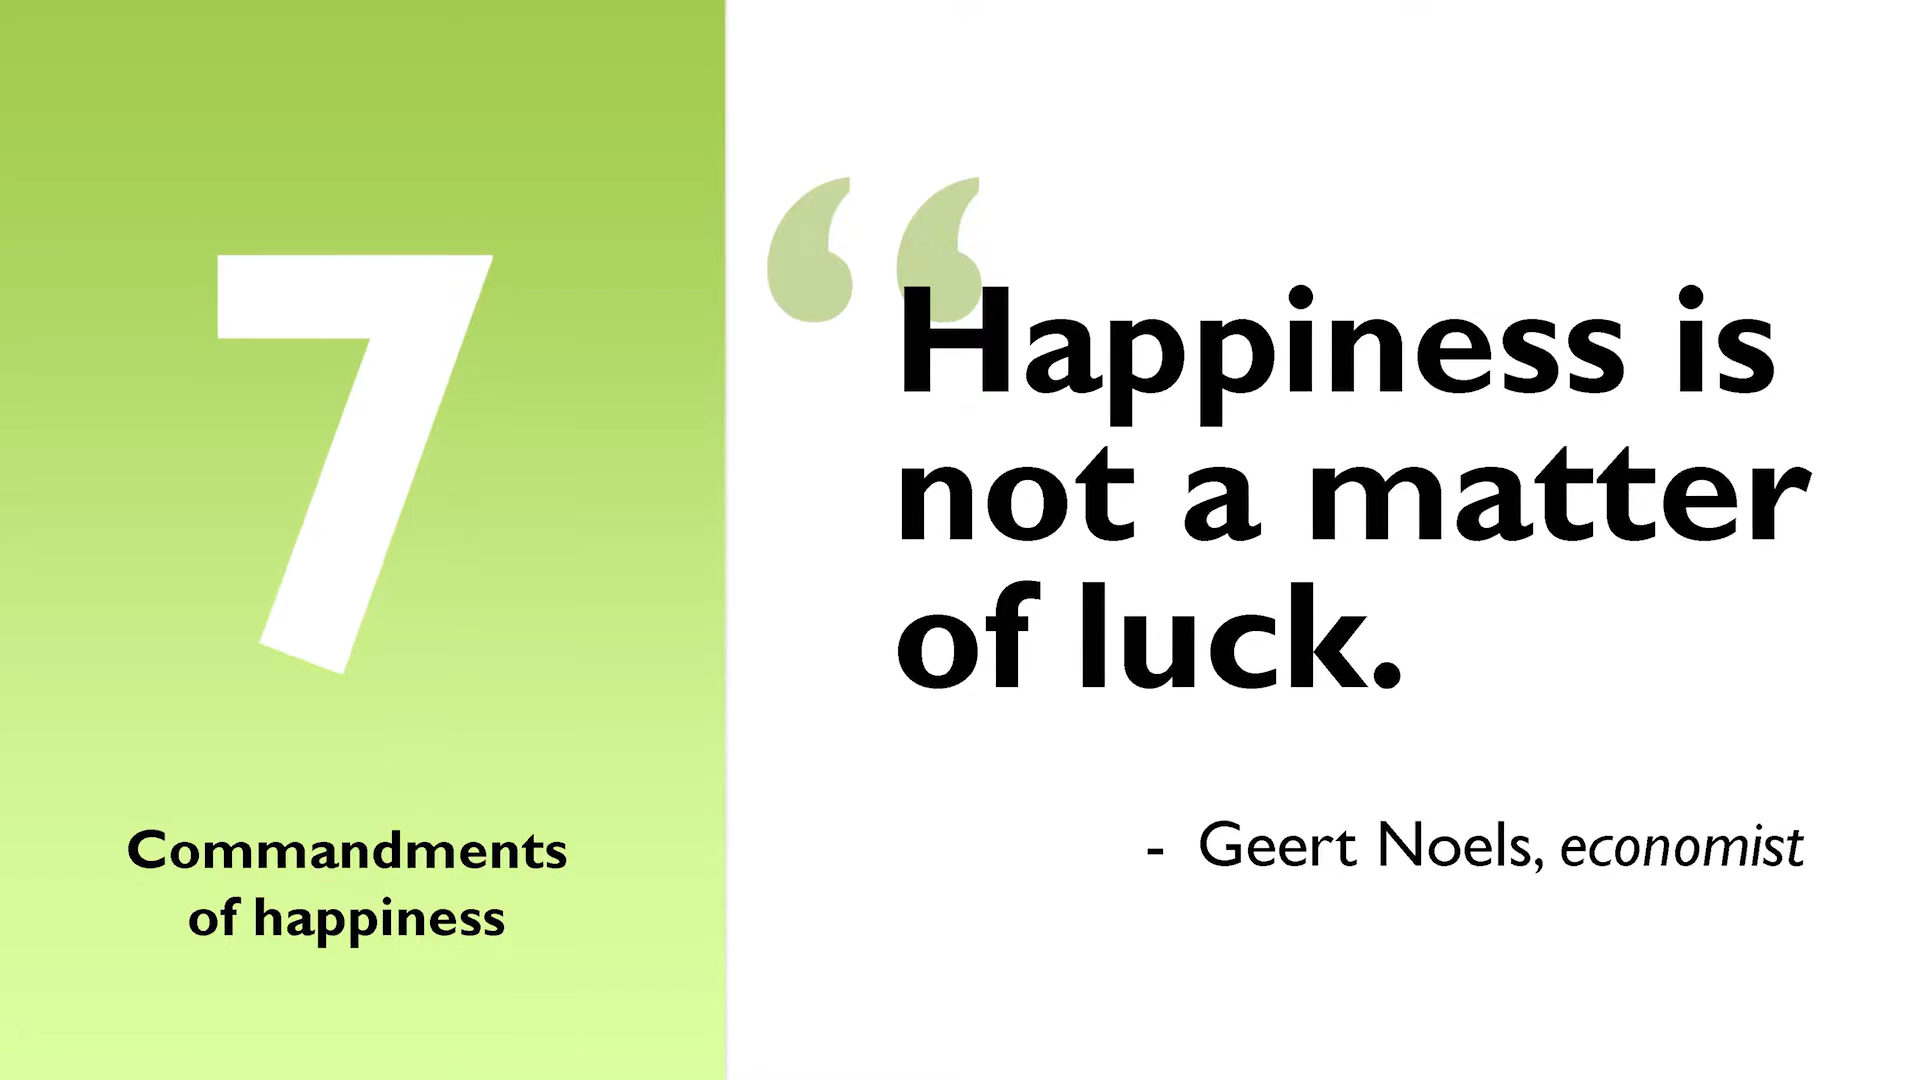 7
Commandments
of happiness
“Happiness is
not a matter
of luck.
- Geert Noels, economist